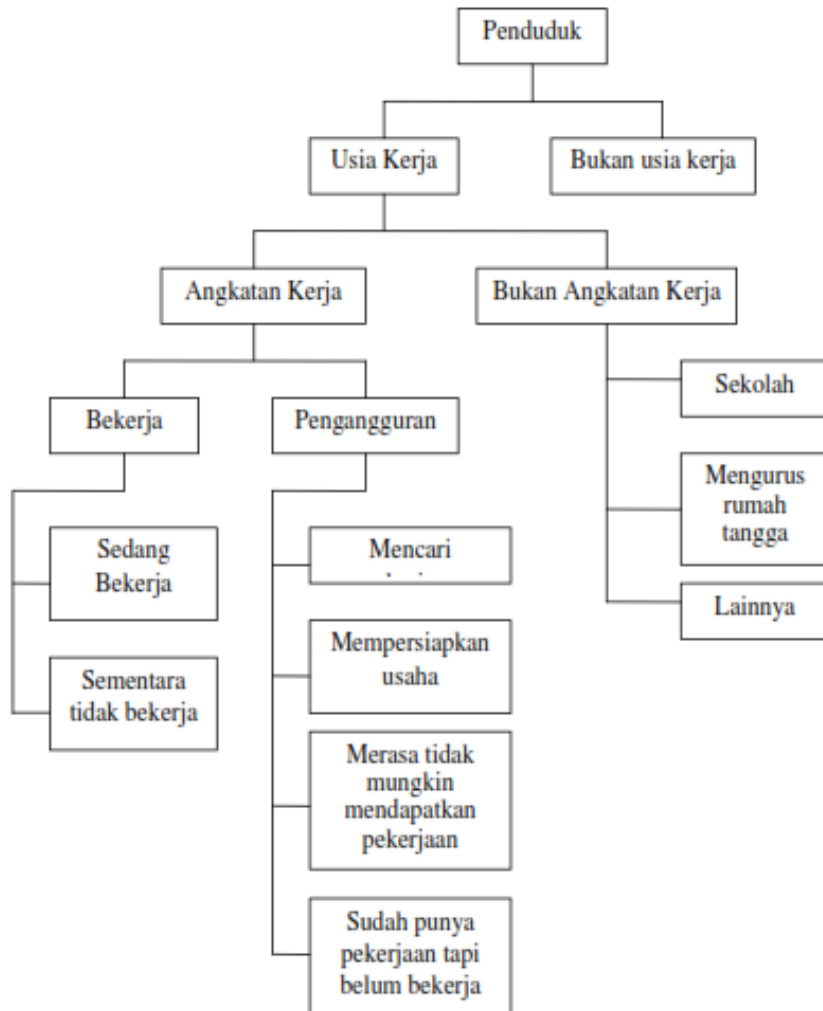 Penduduk
Usia Kerja
Bukan usia kerja
Angkatan Kerja
Bukan Angkatan Kerja
Bekerja
Pengangguran
Sekolah
Mengurus
rumah
tangga
Lainnya
Sedang
Bekerja
Sementara
tidak bekerja
Mencari
Mempersiapkan
usaha
Merasa tidak
mungkin
mendapatkan
pekerjaan
Sudah punya
pekerjaan tapi
belum bekerja